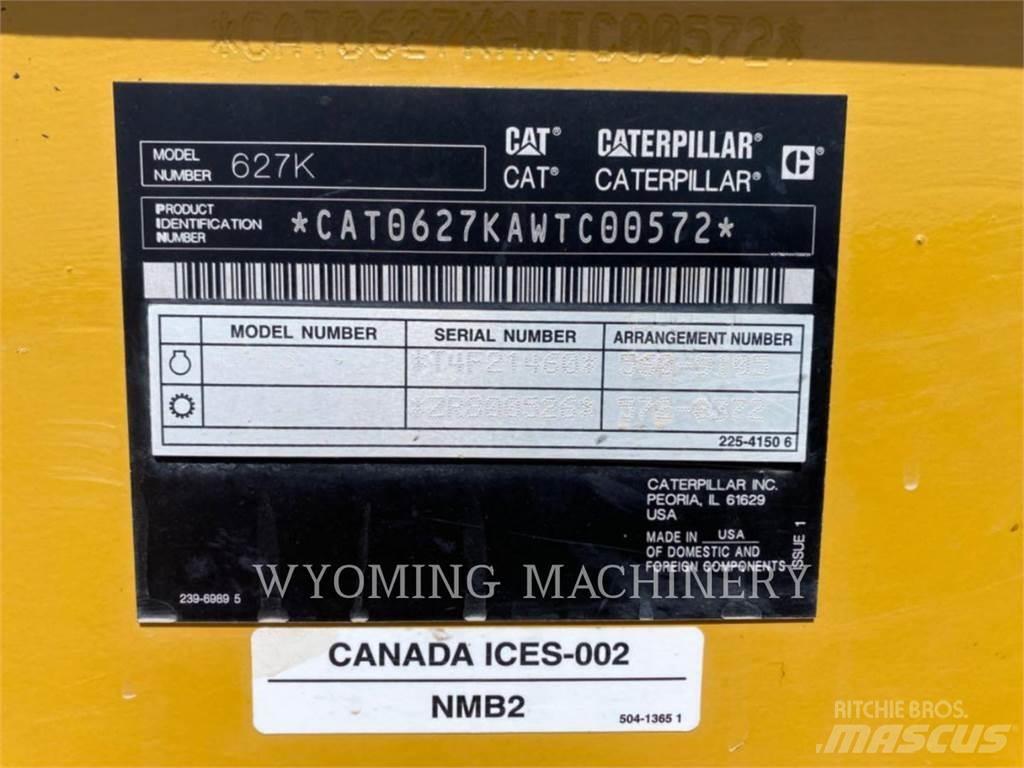 *CAT0627KAWTC00572*
CAT® CATERPILLAR®
CAT® CATERPILLAR® C®
MODEL NUMBER 627K
PRODUCT IDENTIFICATION NUMBER *CAT0627KAWTC00572*
MODEL NUMBER SERIAL NUMBER ARRANGEMENT NUMBER
*T4F21460*
225-4150 6
CATERPILLAR INC.
PEORIA, IL 61629
USA
MADE IN USA
OF DOMESTIC AND
FOREIGN COMPONENTS
ISSUE 1
WYOMING MACHINERY
239-6989 5
CANADA ICES-002
NMB2
504-1365 1
RITCHIE BROS.
MASCUS